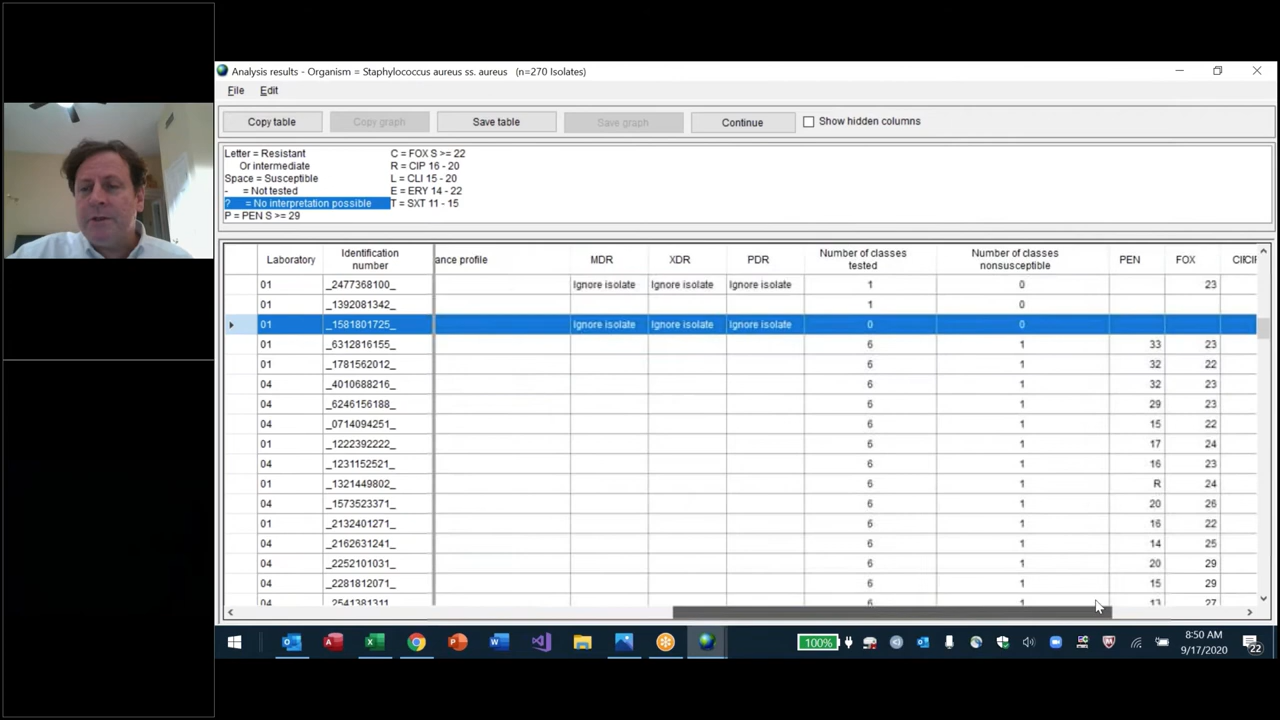 Analysis results - Organism = Staphylococcus aureus ss. aureus (n=270 Isolates)
File Edit
Copy table Copy graph Save table Save graph Continue Show hidden columns
Letter = Resistant C = FOX S >= 22
Or intermediate R = CIP 16 - 20
Space = Susceptible L = CLI 15 - 20
- = Not tested E = ERY 14 - 22
? = No interpretation possible T = SXT 11 - 15
P = PEN S >= 29
Laboratory Identification number ance profile MDR XDR PDR Number of classes tested Number of classes nonsusceptible PEN FOX
01 _2477368100_ Ignore isolate Ignore isolate Ignore isolate 1 0 23
01 _1392081342_ 1 0
01 _1581801725_ Ignore isolate Ignore isolate Ignore isolate 0 0
01 _6312816155_ 6 1 33 23
01 _1781562012_ 6 1 32 22
04 _4010688216_ 6 1 32 23
04 _6246156188_ 6 1 29 23
04 _0714094251_ 6 1 15 22
01 _1222392222_ 6 1 17 24
04 _1231152521_ 6 1 16 23
01 _1321449802_ 6 1 R 24
04 _1573523371_ 6 1 20 26
01 _2132401271_ 6 1 16 22
04 _2162631241_ 6 1 14 25
04 _2252101031_ 6 1 20 29
04 _2281812071_ 6 1 15 29
04 _2541381311_ 6 1 13 27
100% 8:50 AM
9/17/2020 22